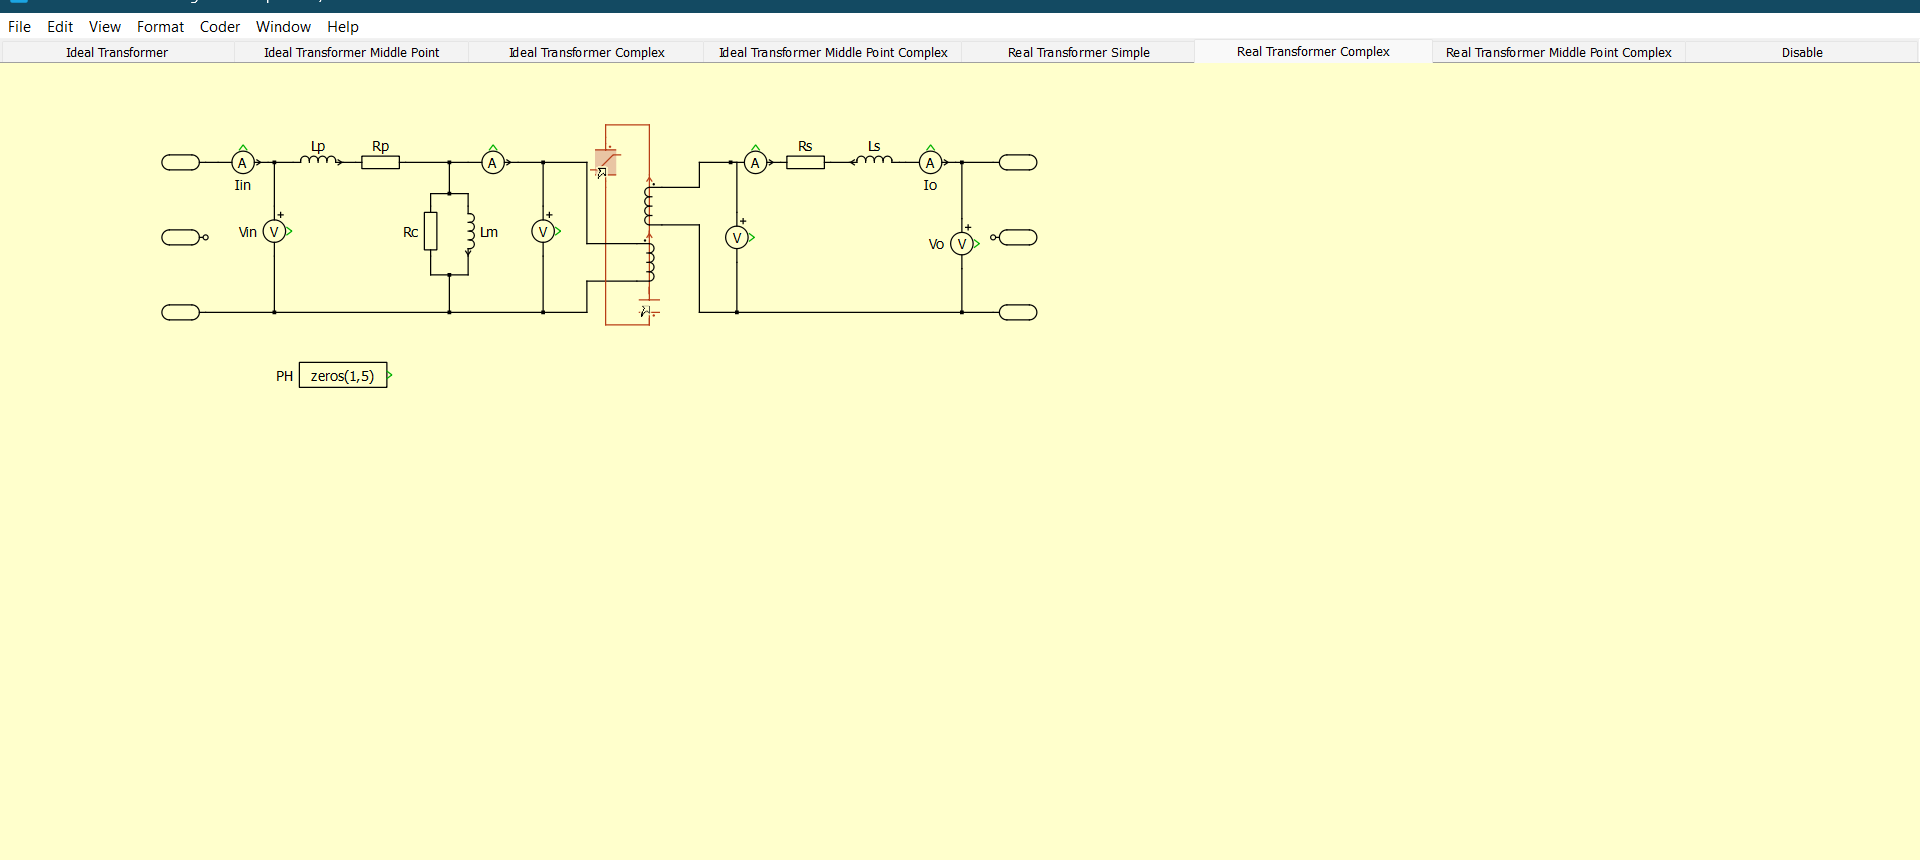 File Edit View Format Coder Window Help
Ideal Transformer Ideal Transformer Middle Point Ideal Transformer Complex Ideal Transformer Middle Point Complex Real Transformer Simple Real Transformer Complex Real Transformer Middle Point Complex Disable
Lp Rp Rs Ls
A A A A
Iin Io
Rc Lm
Vin V V V Vo V
PH zeros(1,5)